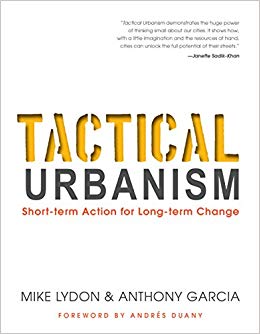 "Tactical Urbanism demonstrates the huge power
of thinking small about our cities. It shows how,
with a little imagination and the resources at hand,
cities can unlock the full potential of their streets."
—Janette Sadik-Khan
TACTICAL
URBANISM
Short-term Action for Long-term Change
MIKE LYDON & ANTHONY GARCIA
FOREWORD BY ANDRÉS DUANY